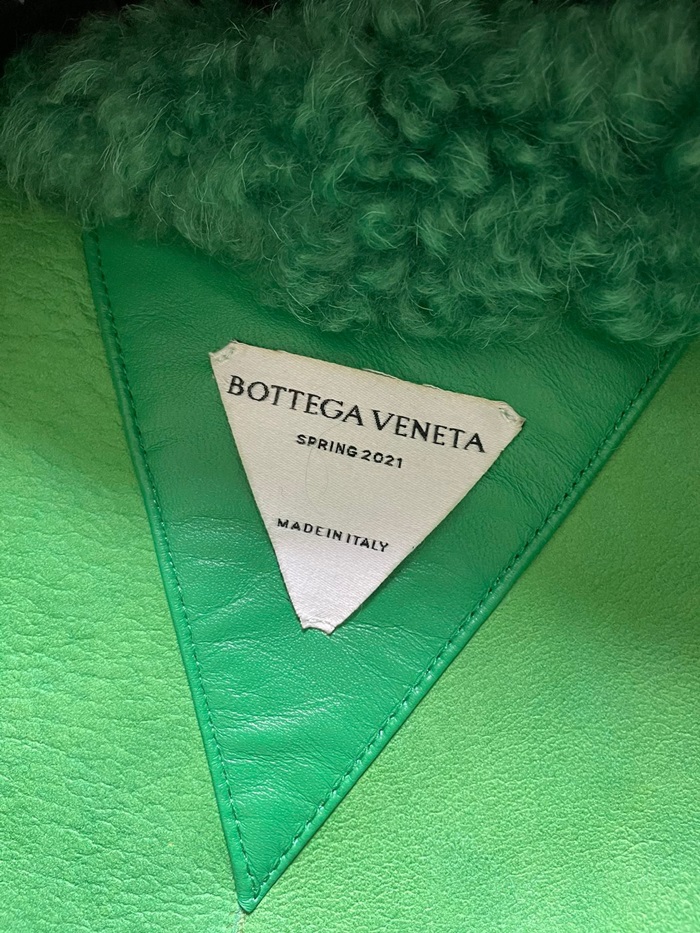 BOTTEGA VENETA
SPRING 2021
MADE IN ITALY